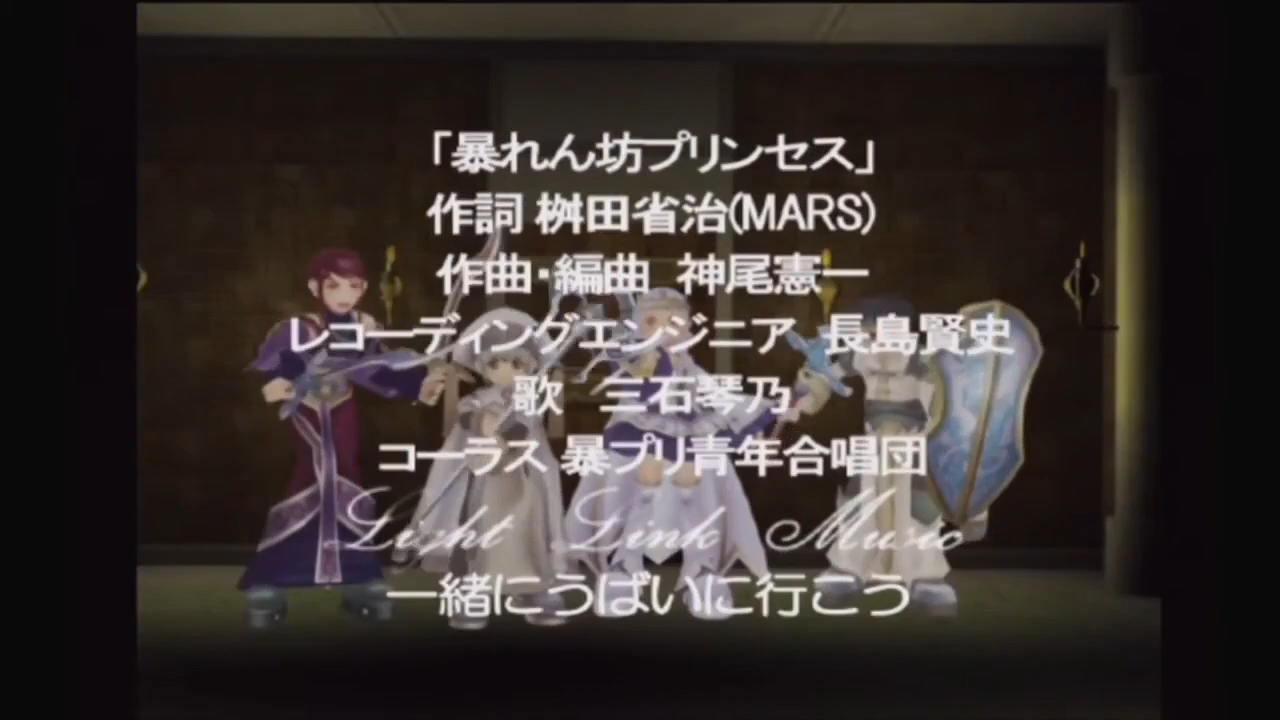 「暴れん坊プリンセス」
作詞 桝田省治(MARS)
作曲・編曲 神尾憲一
レコーディングエンジニア 長島賢史
歌 三石琴乃
コーラス 暴プリ青年合唱団
Light Link Music
一緒にうばいに行こう